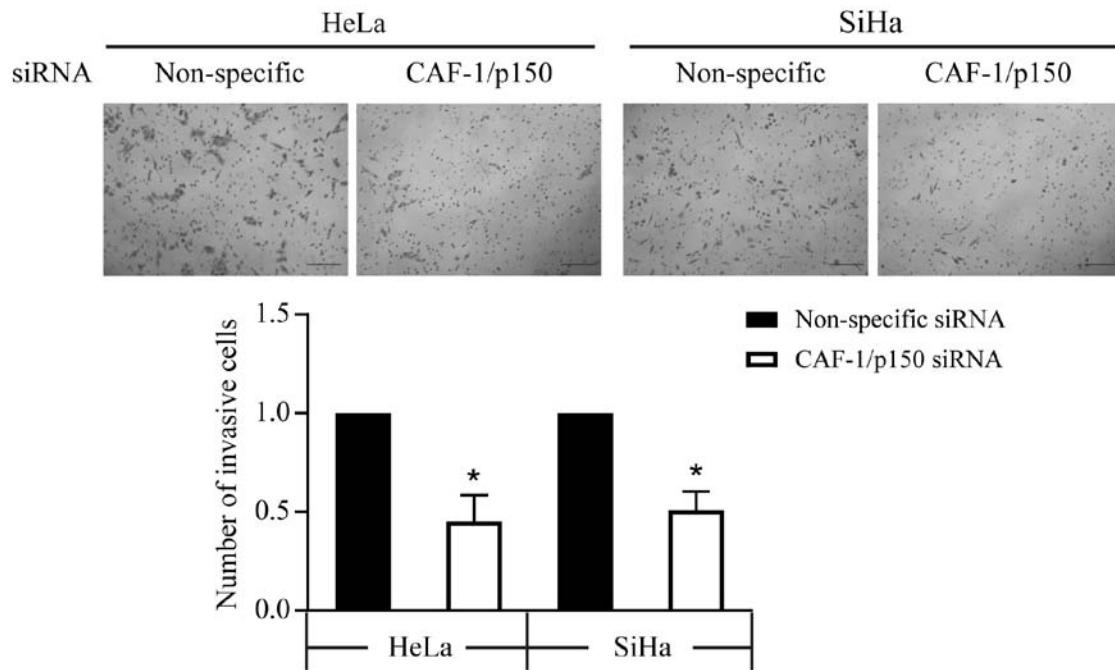 HeLa SiHa
siRNA Non-specific CAF-1/p150 Non-specific CAF-1/p150
Number of invasive cells
1.5
1.0
0.5
0.0
Non-specific siRNA
CAF-1/p150 siRNA
* *
HeLa SiHa